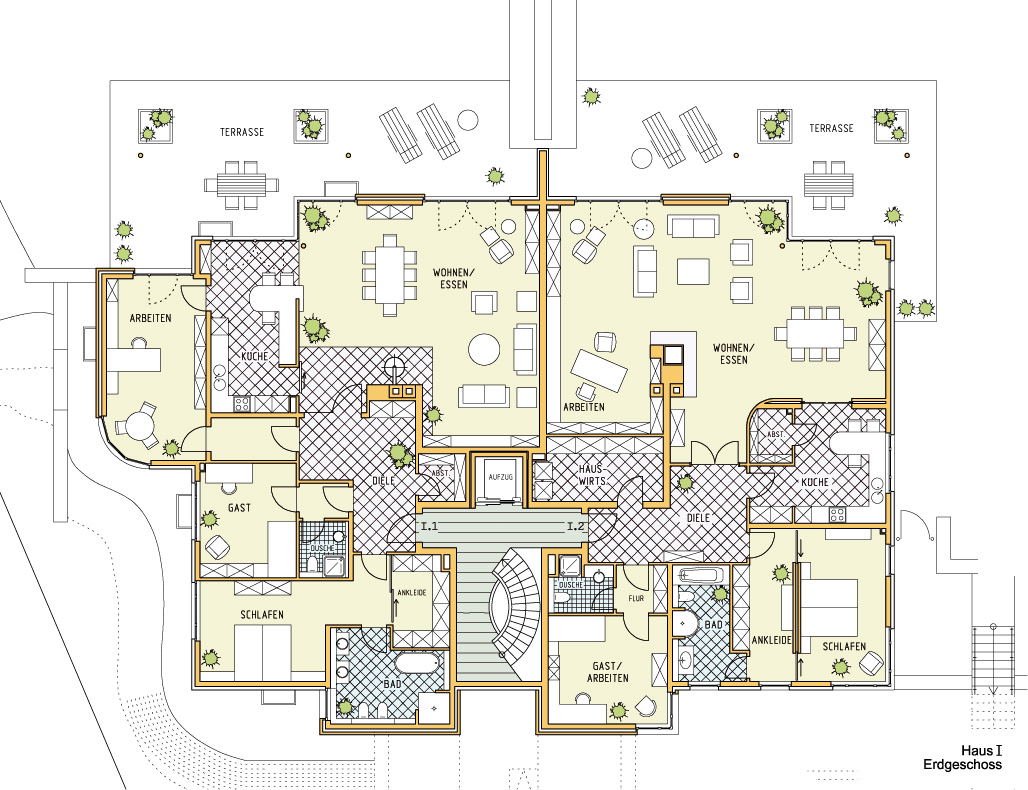 TERRASSE
TERRASSE
WOHNEN/
ESSEN
ARBEITEN
KÜCHE
WOHNEN/
ESSEN
ARBEITEN
ABST.
DIELE
ABST.
AUFZUG
HAUS-
WIRTS.
KÜCHE
GAST
DIELE
I.1
I.2
DUSCHE
DUSCHE
ANKLEIDE
FLUR
SCHLAFEN
BAD
ANKLEIDE
SCHLAFEN
GAST/
ARBEITEN
BAD
Haus I
Erdgeschoss